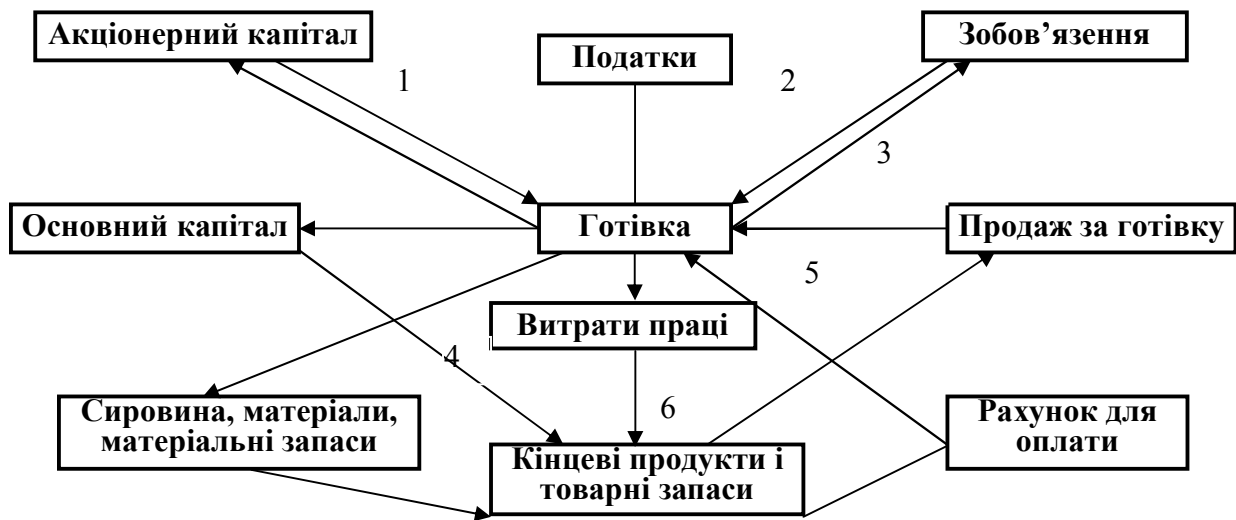 Акціонерний капітал
Зобов’язення
Податки
1
2
3
Основний капітал
Готівка
Продаж за готівку
5
Витрати праці
4
Сировина, матеріали,
матеріальні запаси
6
Рахунок для
оплати
Кінцеві продукти і
товарні запаси